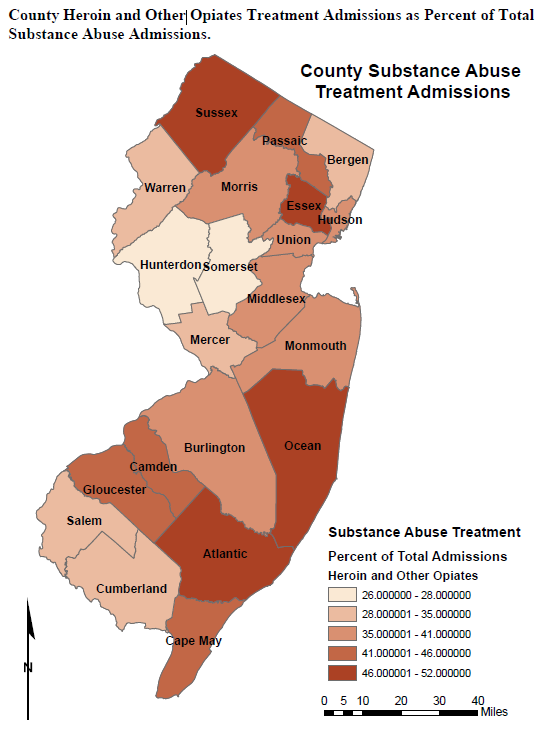 County Heroin and Other Opiates Treatment Admissions as Percent of Total
Substance Abuse Admissions.
County Substance Abuse
Treatment Admissions
Sussex
Passaic
Bergen
Warren
Morris
Essex
Hudson
Union
Hunterdon
Somerset
Middlesex
Mercer
Monmouth
Burlington
Ocean
Camden
Gloucester
Salem
Atlantic
Cumberland
Cape May
Substance Abuse Treatment
Percent of Total Admissions
Heroin and Other Opiates
26.000000 - 28.000000
28.000001 - 35.000000
35.000001 - 41.000000
41.000001 - 46.000000
46.000001 - 52.000000
N
0 5 10 20 30 40
Miles